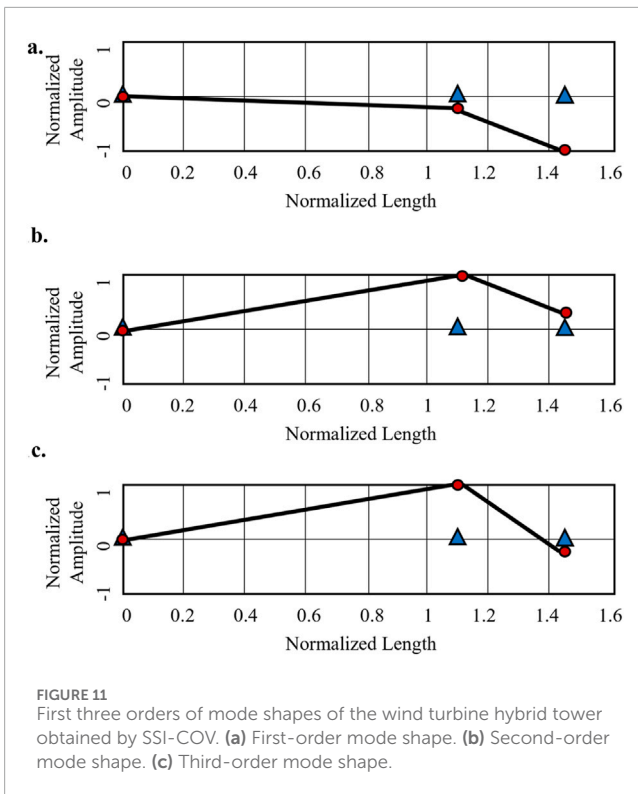 a.
Normalized
Amplitude
1
0
-1
0 0.2 0.4 0.6 0.8 1 1.2 1.4 1.6
Normalized Length
b.
Normalized
Amplitude
1
0
-1
0 0.2 0.4 0.6 0.8 1 1.2 1.4 1.6
Normalized Length
c.
Normalized
Amplitude
1
0
-1
0 0.2 0.4 0.6 0.8 1 1.2 1.4 1.6
Normalized Length
FIGURE 11
First three orders of mode shapes of the wind turbine hybrid tower
obtained by SSI-COV. (a) First-order mode shape. (b) Second-order
mode shape. (c) Third-order mode shape.